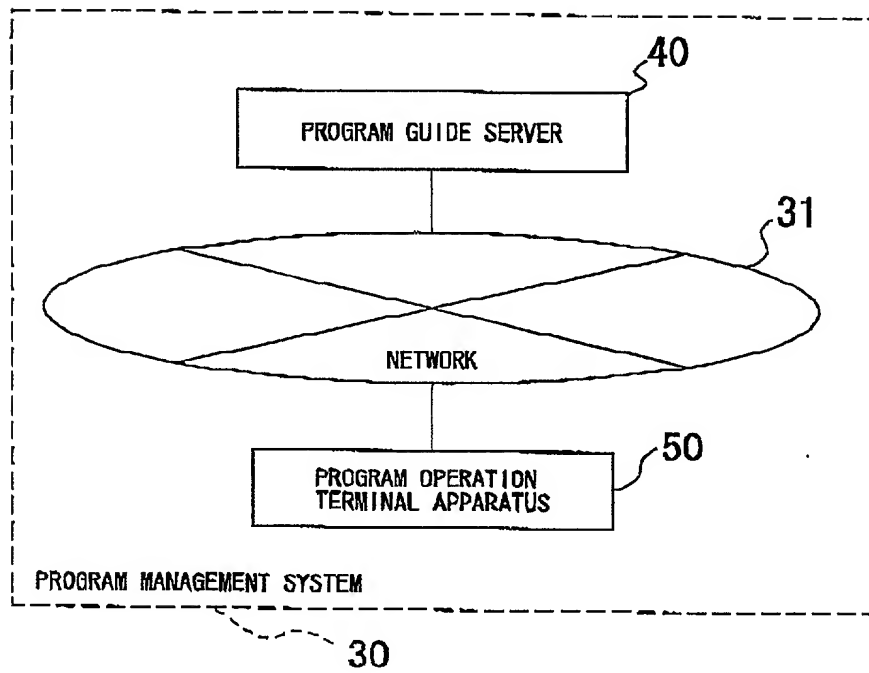 40
PROGRAM GUIDE SERVER
31
NETWORK
50
PROGRAM OPERATION
TERMINAL APPARATUS
PROGRAM MANAGEMENT SYSTEM
30